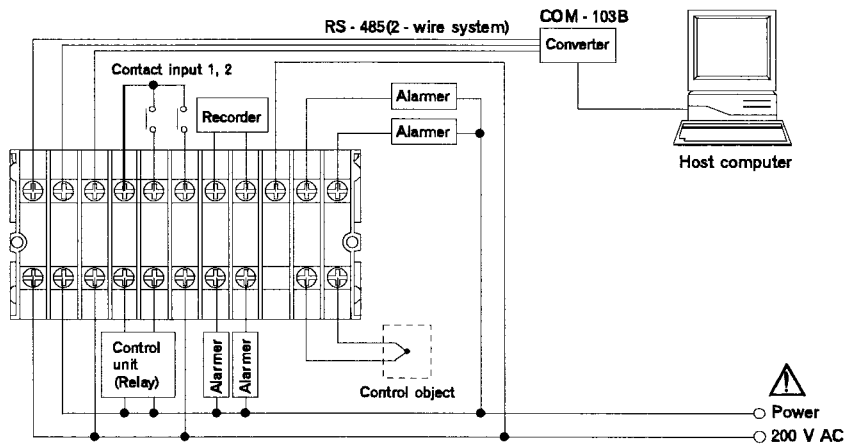 COM - 103B
RS - 485(2 - wire system)
Converter
Contact input 1, 2
Recorder
Alarmer
Alarmer
Host computer
Control
unit
(Relay)
Alarmer
Alarmer
Control object
Power
200 V AC